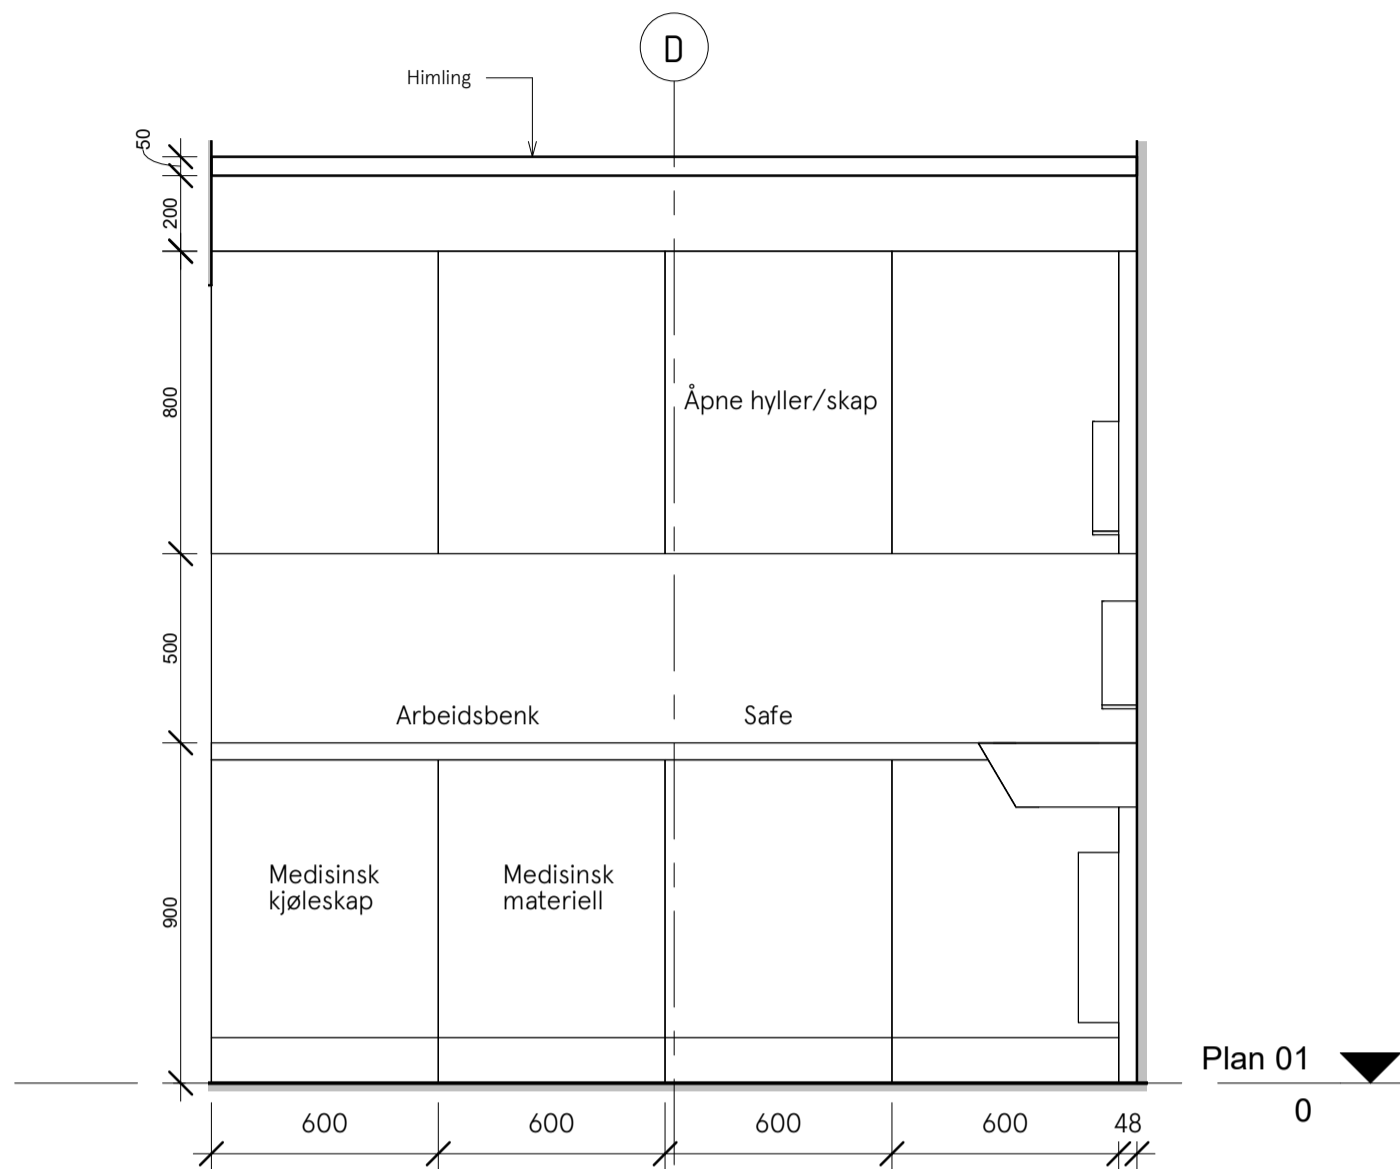 D
Himling
50
200
800
Åpne hyller/skap
500
Arbeidsbenk
Safe
900
Medisinsk
kjøleskap
Medisinsk
materiell
Plan 01
0
600
600
600
600
48